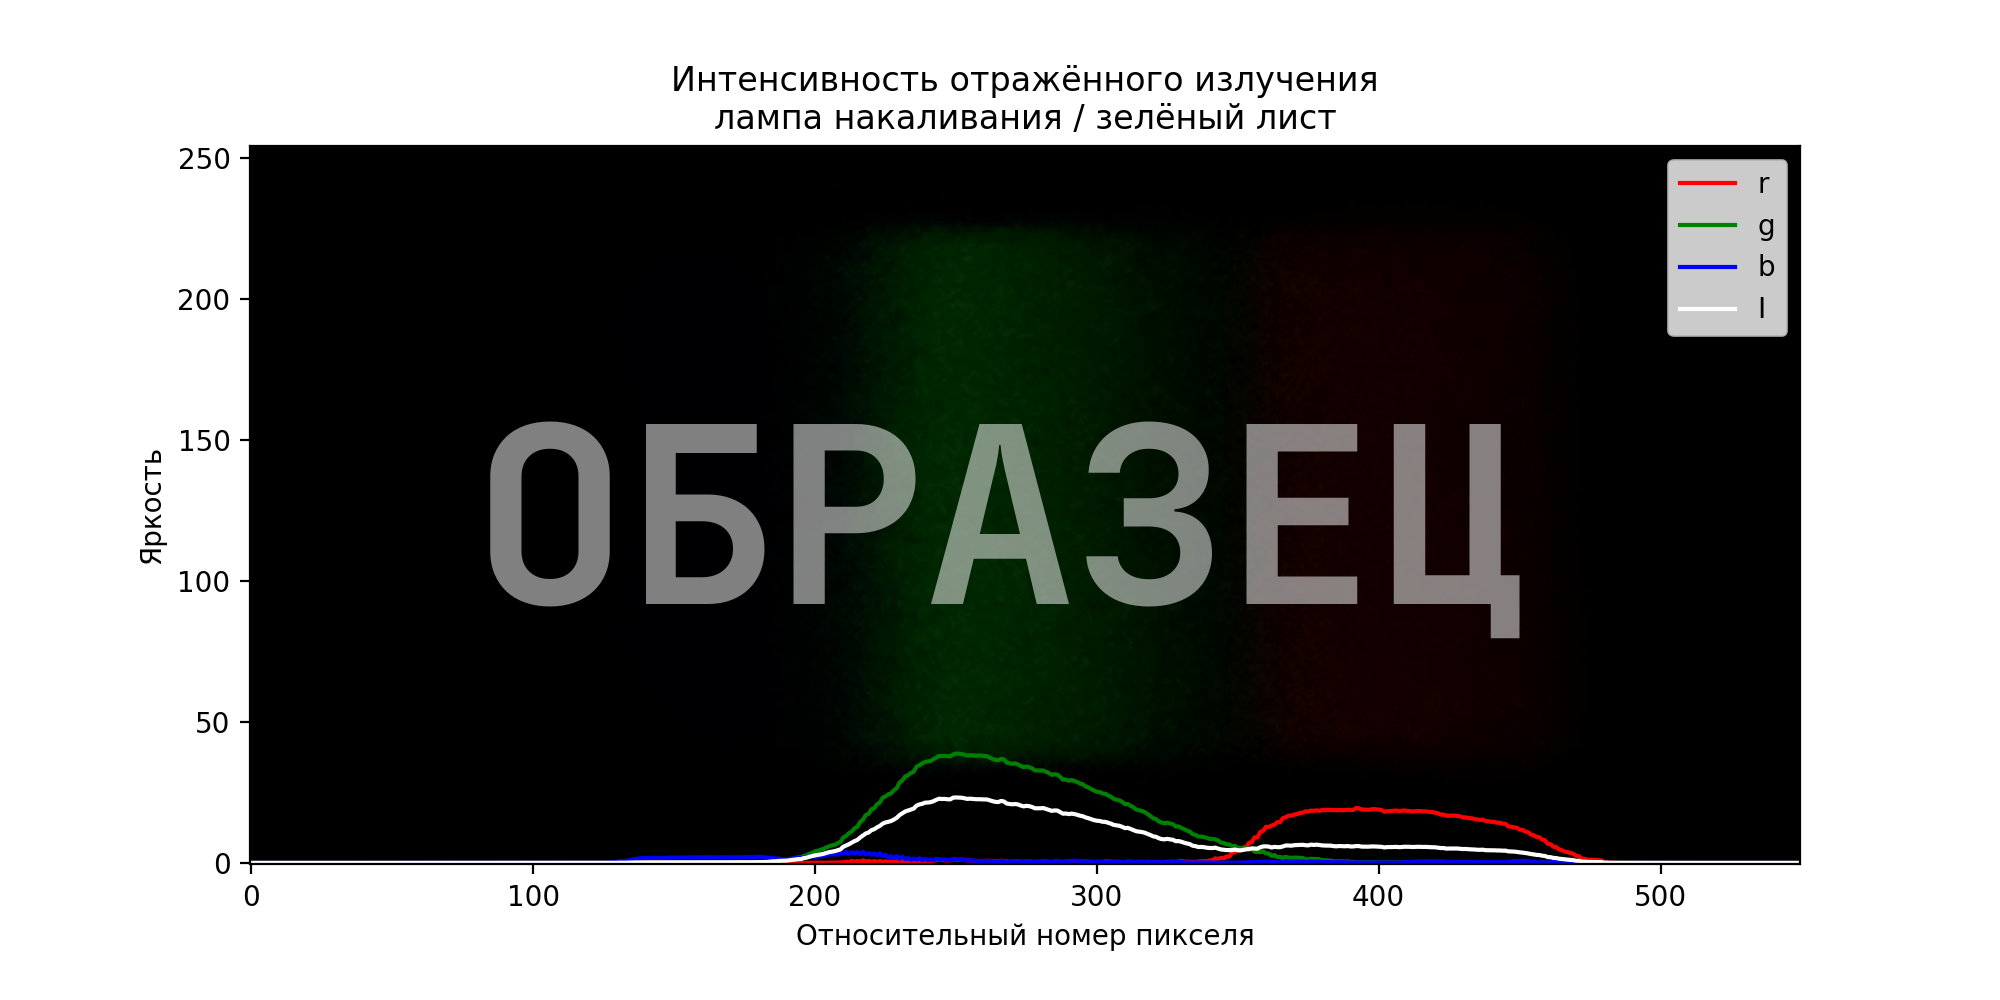 Интенсивность отражённого излучения
лампа накаливания / зелёный лист
250
200
150
100
50
0
Яркость
r
g
b
l
ОБРАЗЕЦ
0 100 200 300 400 500
Относительный номер пикселя